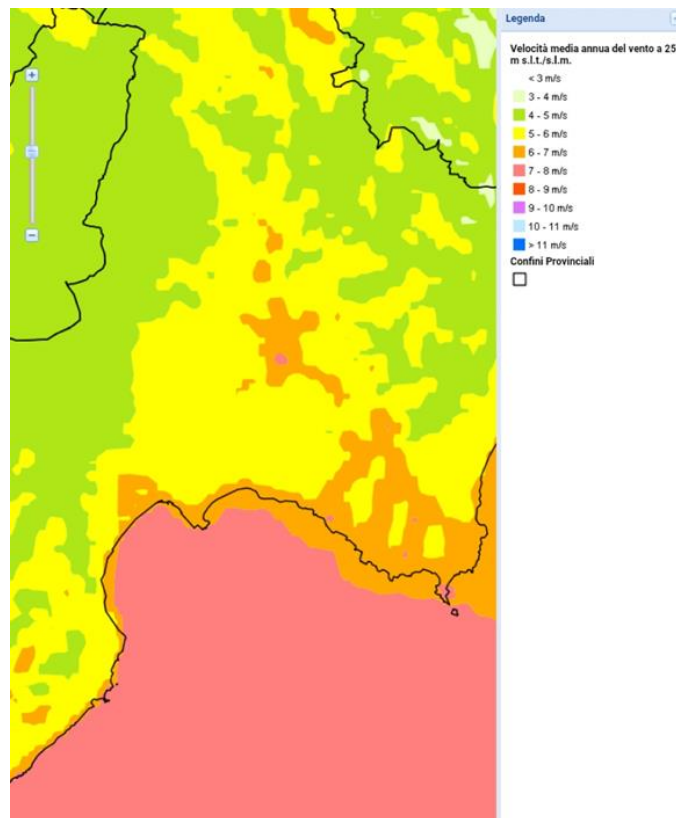 Legenda
Velocità media annua del vento a 25
m s.l.t./s.l.m.
< 3 m/s
3 - 4 m/s
4 - 5 m/s
5 - 6 m/s
6 - 7 m/s
7 - 8 m/s
8 - 9 m/s
9 - 10 m/s
10 - 11 m/s
> 11 m/s
Confini Provinciali